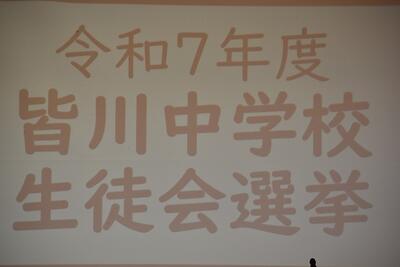 令和7年度
皆川中学校
生徒会選挙